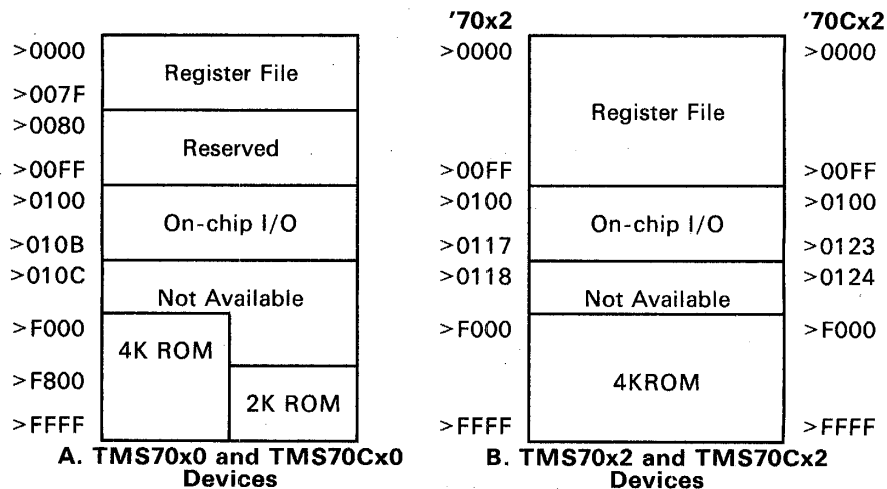 >0000
Register File
>007F
>0080
Reserved
>00FF
>0100
On-chip I/O
>010B
>010C
Not Available
>F000
4K ROM
>F800
2K ROM
>FFFF
A. TMS70x0 and TMS70Cx0
Devices
'70x2
'70Cx2
>0000
>0000
Register File
>00FF
>00FF
>0100
>0100
On-chip I/O
>0117
>0123
>0118
>0124
Not Available
>F000
>F000
4KROM
>FFFF
>FFFF
B. TMS70x2 and TMS70Cx2
Devices